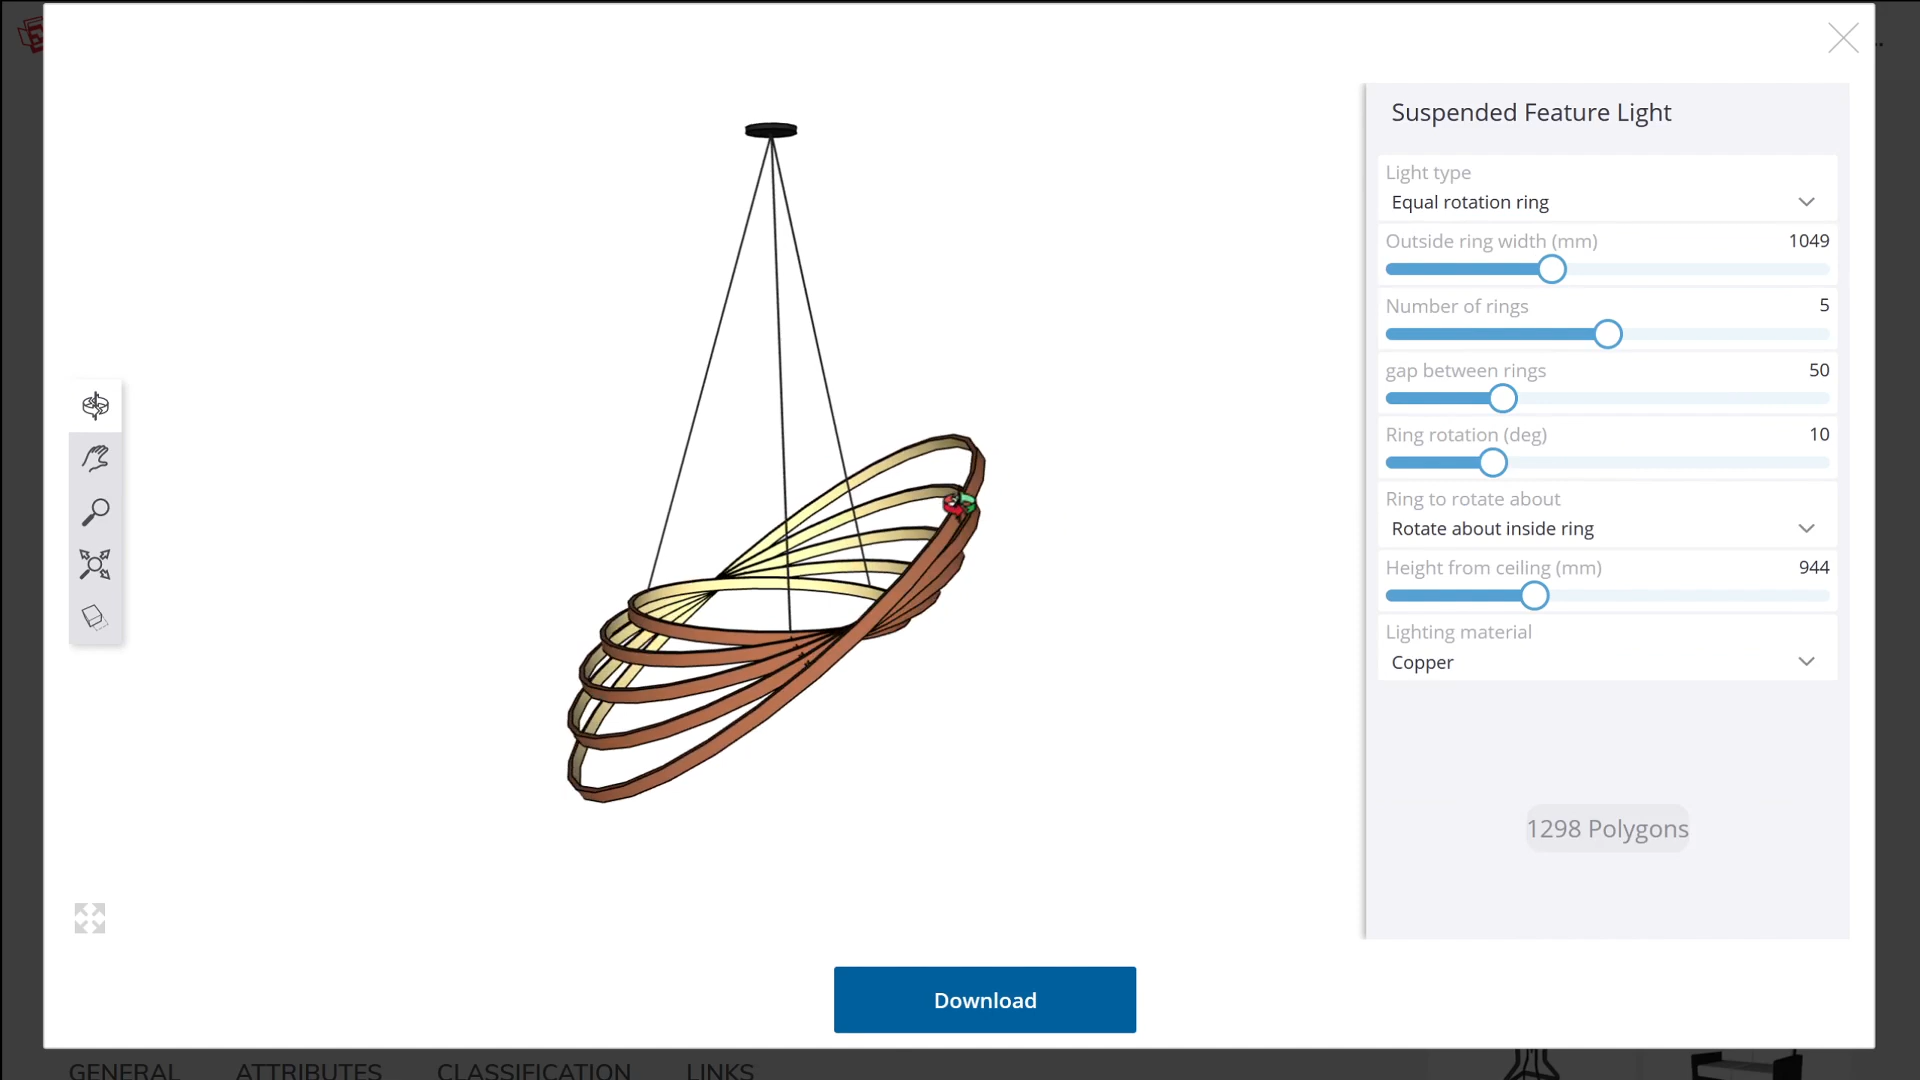 Suspended Feature Light
Light type
Equal rotation ring
Outside ring width (mm) 1049
Number of rings 5
gap between rings 50
Ring rotation (deg) 10
Ring to rotate about
Rotate about inside ring
Height from ceiling (mm) 944
Lighting material
Copper
1298 Polygons
Download
GENERAL ATTRIBUTES CLASSIFICATION LINKS